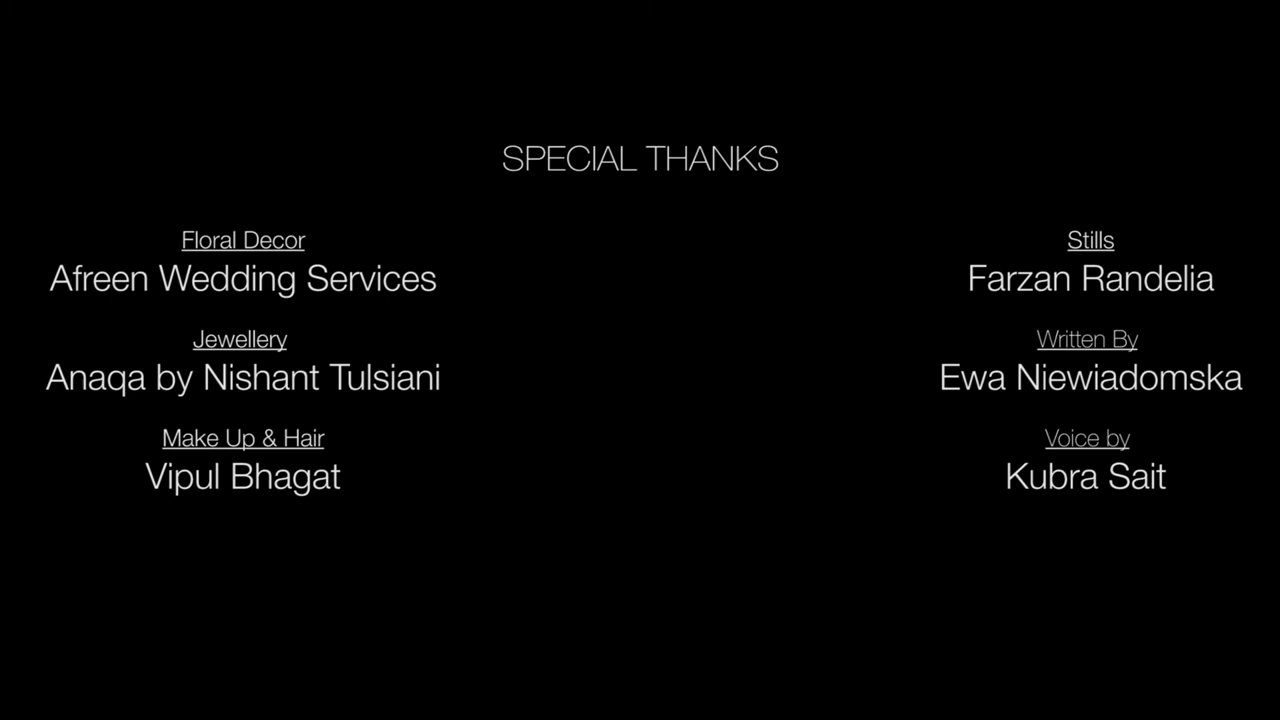 SPECIAL THANKS
Floral Decor
Afreen Wedding Services
Jewellery
Anaqa by Nishant Tulsiani
Make Up & Hair
Vipul Bhagat
Stills
Farzan Randelia
Written By
Ewa Niewiadomska
Voice by
Kubra Sait